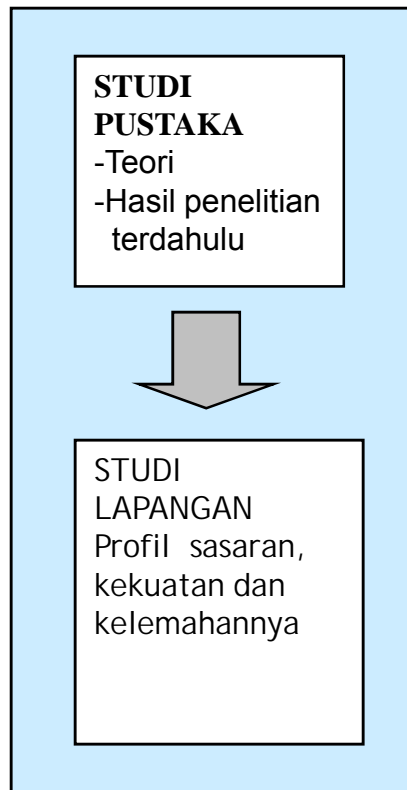 STUDI
PUSTAKA
-Teori
-Hasil penelitian
terdahulu
STUDI
LAPANGAN
Profil sasaran,
kekuatan dan
kelemahannya